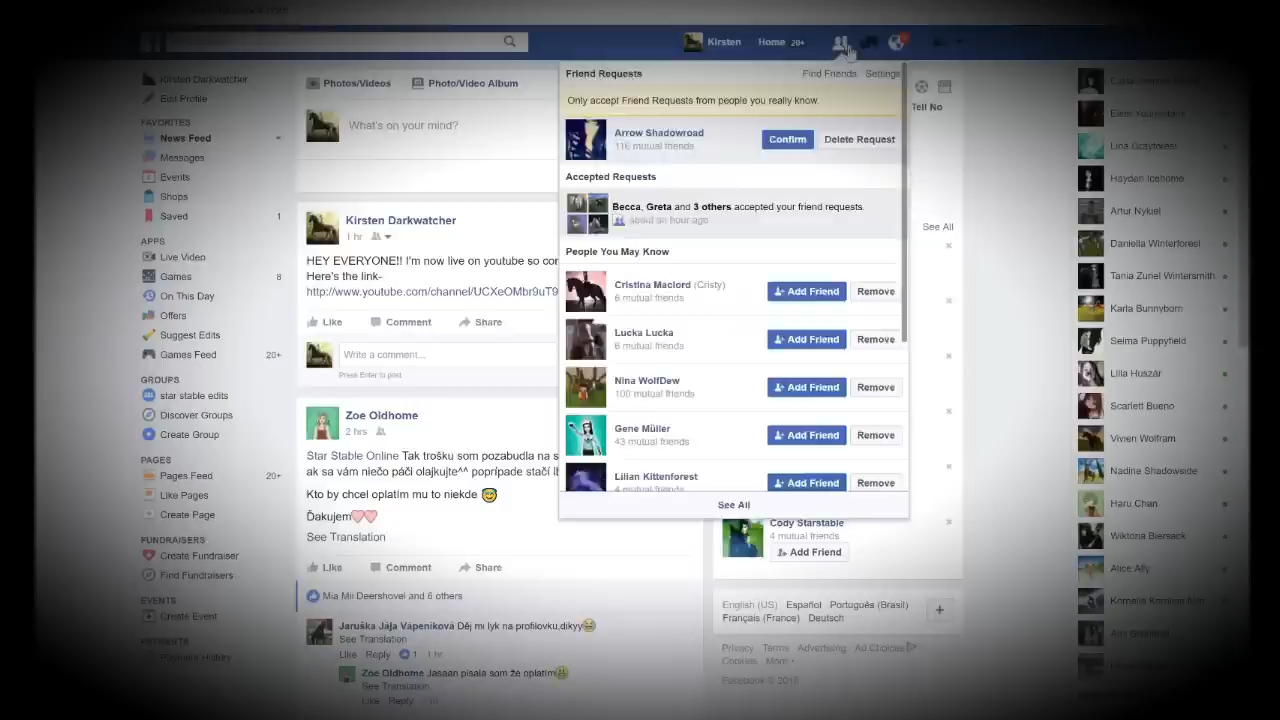 Kirsten
Home 20+
Kirsten Darkwatcher
Edit Profile
FAVORITES
News Feed
Messages
Events
Shops
Saved 1
APPS
Live Video
Games 8
On This Day
Offers
Suggest Edits
Games Feed 20+
GROUPS
star stable edits
Discover Groups
Create Group
PAGES
Pages Feed 20+
Like Pages
Create Page
FUNDRAISERS
Create Fundraiser
Find Fundraisers
EVENTS
Create Event
PAYMENTS
Payment History
Photos/Videos Photo/Video Album
What's on your mind?
Kirsten Darkwatcher
1 hr
HEY EVERYONE!! I'm now live on youtube so
Here's the link-
http://www.youtube.com/channel/UCXeOMbr9uT9
Like Comment Share
Write a comment...
Press Enter to post.
Zoe Oldhome
2 hrs
Star Stable Online Tak trošku som pozabudla na s
ak sa vám niečo páči olajkujte^^ poprípade stačí
Kto by chcel oplatím mu to niekde 😇
Ďakujem💖💖
See Translation
Like Comment Share
Mia Mii Deershovel and 6 others
Jaruška Jája Vápeníková Děj mi lyk na profilovku,dikyy😆
See Translation
Like Reply 1 1 hr
Zoe Oldhome Jasaan pisala som že oplatím
See Translation
Like Reply
Friend Requests Find Friends Settings
Only accept Friend Requests from people you really know.
Arrow Shadowroad
116 mutual friends
Confirm Delete Request
Accepted Requests
Becca, Greta and 3 others accepted your friend requests.
about an hour ago
People You May Know
Cristina Maclord (Cristy)
6 mutual friends
Add Friend Remove
Lucka Lucka
6 mutual friends
Add Friend Remove
Nina WolfDew
100 mutual friends
Add Friend Remove
Gene Müller
43 mutual friends
Add Friend Remove
Lilian Kittenforest
4 mutual friends
Add Friend Remove
See All
Tell No
See All
Cody Starstable
4 mutual friends
Add Friend
English (US) Español Português (Brasil)
Français (France) Deutsch
Privacy Terms Advertising Ad Choices
Cookies More
Facebook © 2016
Elena
Lina Grayforest
Haydan Icehome
Artur Nykiel
Daniella Winterforest
Tania Zunel Wintersmith
Karla Bunnyborn
Selma Puppyfield
Lilla Huszár
Scarlett Bueno
Vivien Wolfram
Nadine Shadowside
Haru Chan
Wiktoria Biersack
Alice Ally